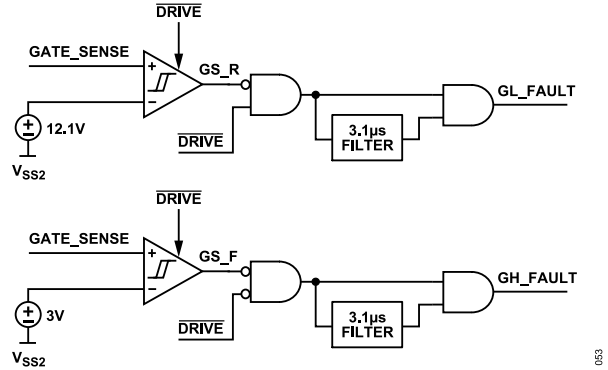 DRIVE
GATE_SENSE
GS_R
GL_FAULT
+
−
12.1V
DRIVE
3.1µs
FILTER
VSS2
DRIVE
GATE_SENSE
GS_F
GH_FAULT
+
−
3V
DRIVE
3.1µs
FILTER
VSS2
053